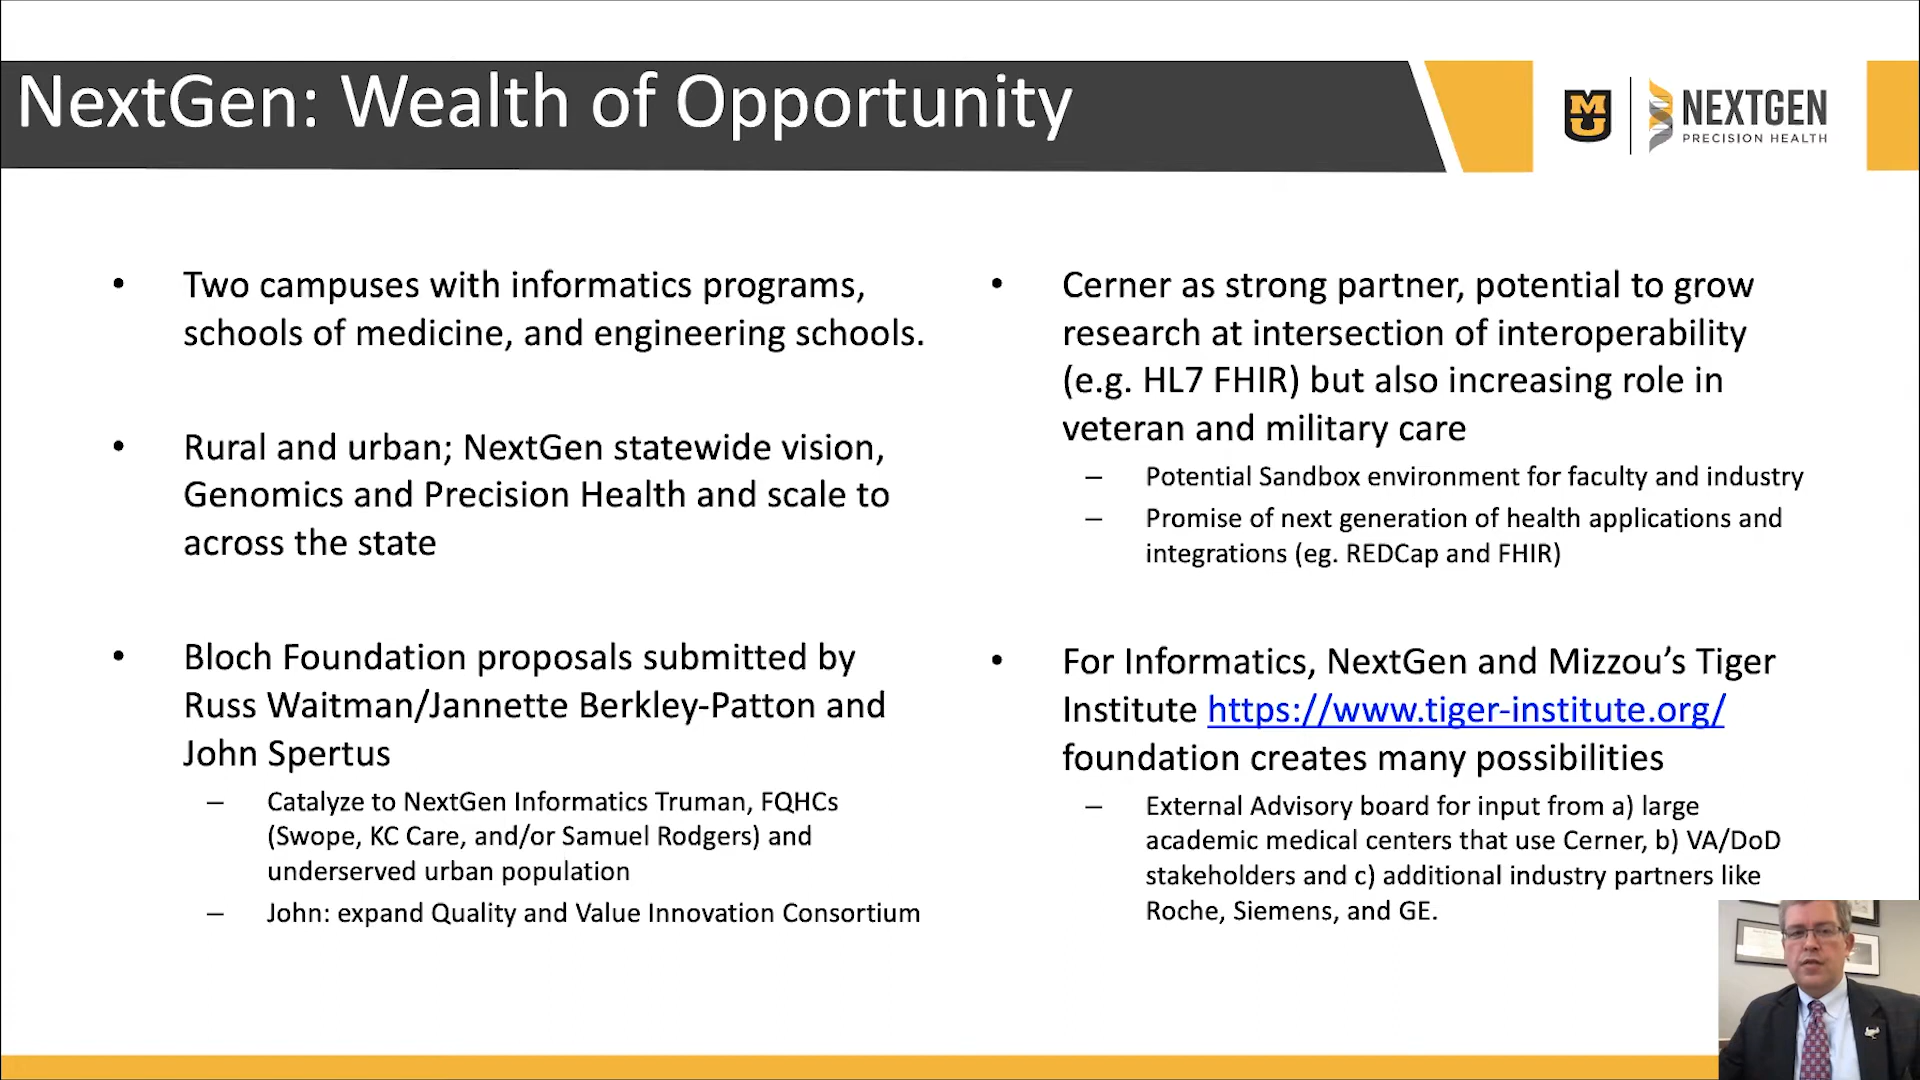 NextGen: Wealth of Opportunity
MU
NEXTGEN
PRECISION HEALTH
• Two campuses with informatics programs,
schools of medicine, and engineering schools.
• Rural and urban; NextGen statewide vision,
Genomics and Precision Health and scale to
across the state
• Bloch Foundation proposals submitted by
Russ Waitman/Jannette Berkley-Patton and
John Spertus
– Catalyze to NextGen Informatics Truman, FQHCs
(Swope, KC Care, and/or Samuel Rodgers) and
underserved urban population
– John: expand Quality and Value Innovation Consortium
• Cerner as strong partner, potential to grow
research at intersection of interoperability
(e.g. HL7 FHIR) but also increasing role in
veteran and military care
– Potential Sandbox environment for faculty and industry
– Promise of next generation of health applications and
integrations (eg. REDCap and FHIR)
• For Informatics, NextGen and Mizzou’s Tiger
Institute https://www.tiger-institute.org/
foundation creates many possibilities
– External Advisory board for input from a) large
academic medical centers that use Cerner, b) VA/DoD
stakeholders and c) additional industry partners like
Roche, Siemens, and GE.